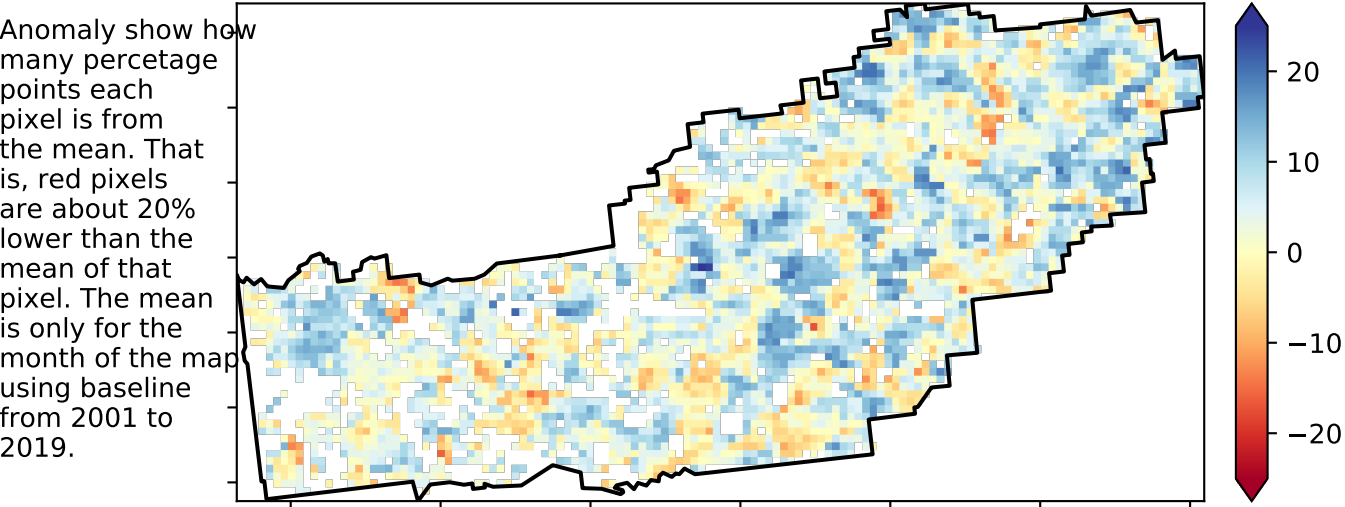 Anomaly show how
many percetage
points each
pixel is from
the mean. That
is, red pixels
are about 20%
lower than the
mean of that
pixel. The mean
is only for the
month of the map
using baseline
from 2001 to
2019.
20
10
0
−10
−20